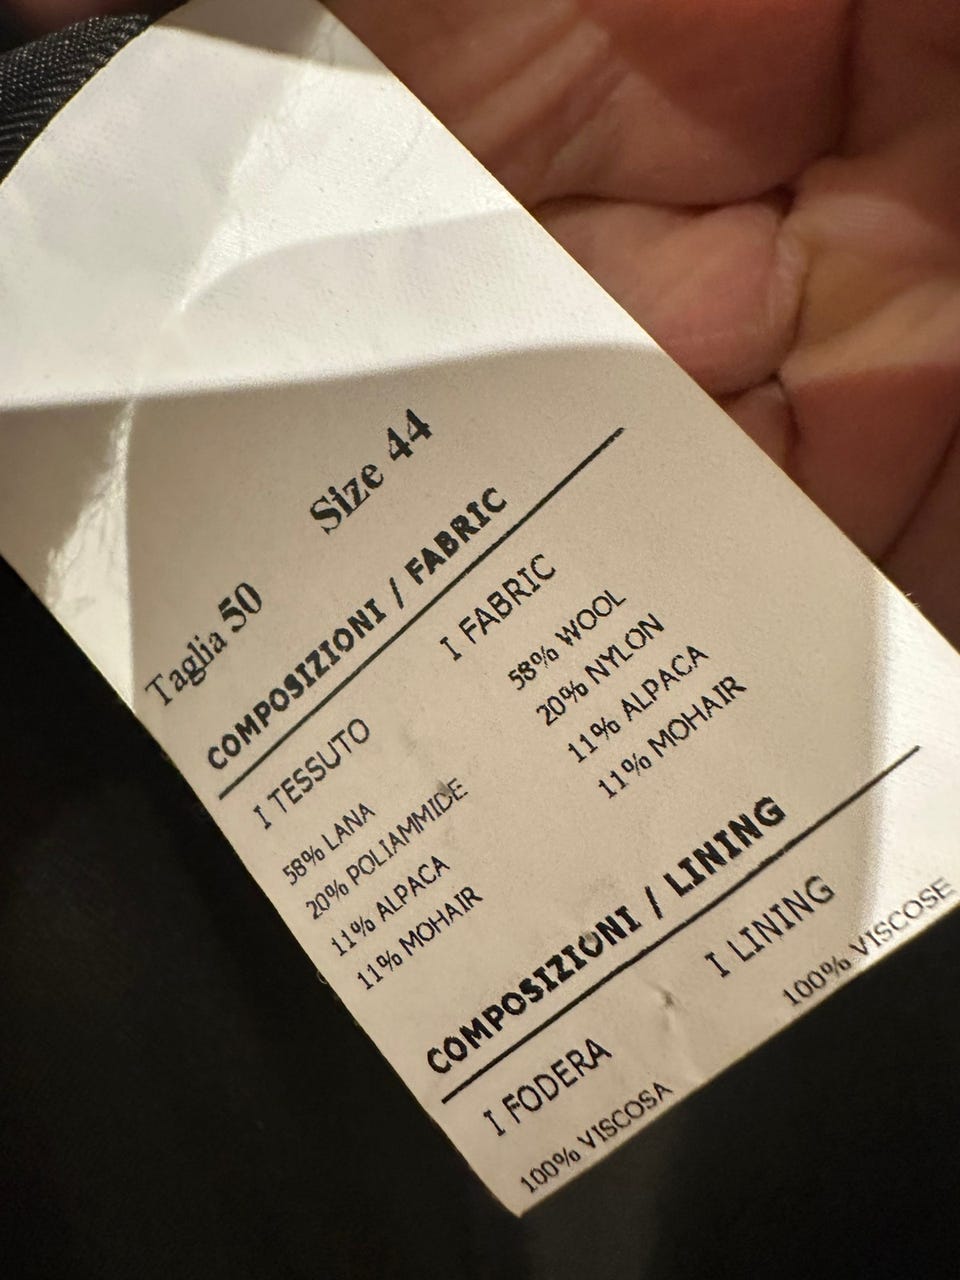 Taglia 50 Size 44
COMPOSIZIONI / FABRIC
I TESSUTO I FABRIC
58% LANA 58% WOOL
20% POLIAMMIDE 20% NYLON
11% ALPACA 11% ALPACA
11% MOHAIR 11% MOHAIR
COMPOSIZIONI / LINING
I FODERA I LINING
100% VISCOSA 100% VISCOSE